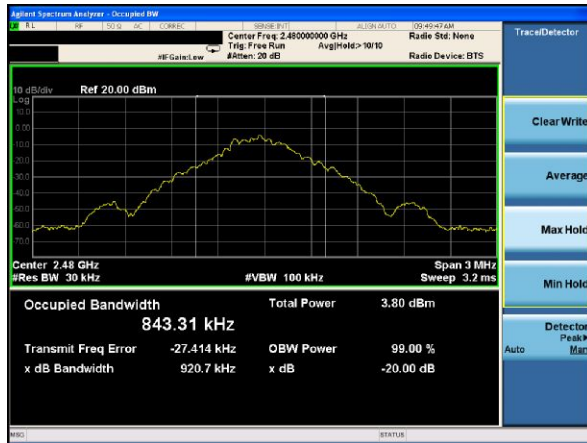 Agilent Spectrum Analyzer - Occupied BW
RL RF 50 Ω AC CORREC SENSE:INT ALIGN AUTO 09:49:47 AM
Center Freq: 2.480000000 GHz Radio Std: None
Trig: Free Run Avg|Hold:> 10/10
#IFGain:Low #Atten: 20 dB Radio Device: BTS
10 dB/div Ref 20.00 dBm
Log
10.0
0.00
Center 2.48 GHz Span 3 MHz
#Res BW 30 kHz #VBW 100 kHz Sweep 3.2 ms
Occupied Bandwidth Total Power 3.80 dBm
843.31 kHz
Transmit Freq Error -27.414 kHz OBW Power 99.00 %
x dB Bandwidth 920.7 kHz x dB -20.00 dB
MSG STATUS
Trace/Detector
Clear Write
Average
Max Hold
Min Hold
Detector
Peak
Auto Man